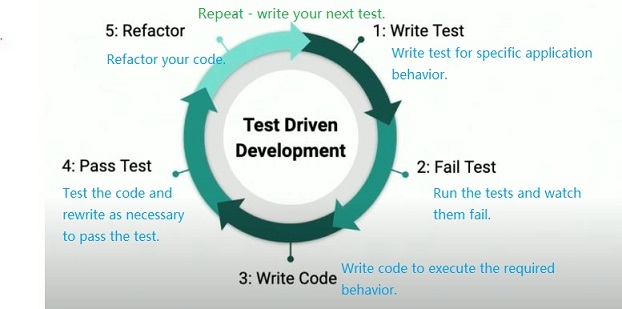 Repeat - write your next test.
5: Refactor
Refactor your code.
1: Write Test
Write test for specific application
behavior.
Test Driven
Development
2: Fail Test
Run the tests and watch
them fail.
4: Pass Test
Test the code and
rewrite as necessary
to pass the test.
3: Write Code
Write code to execute the required
behavior.